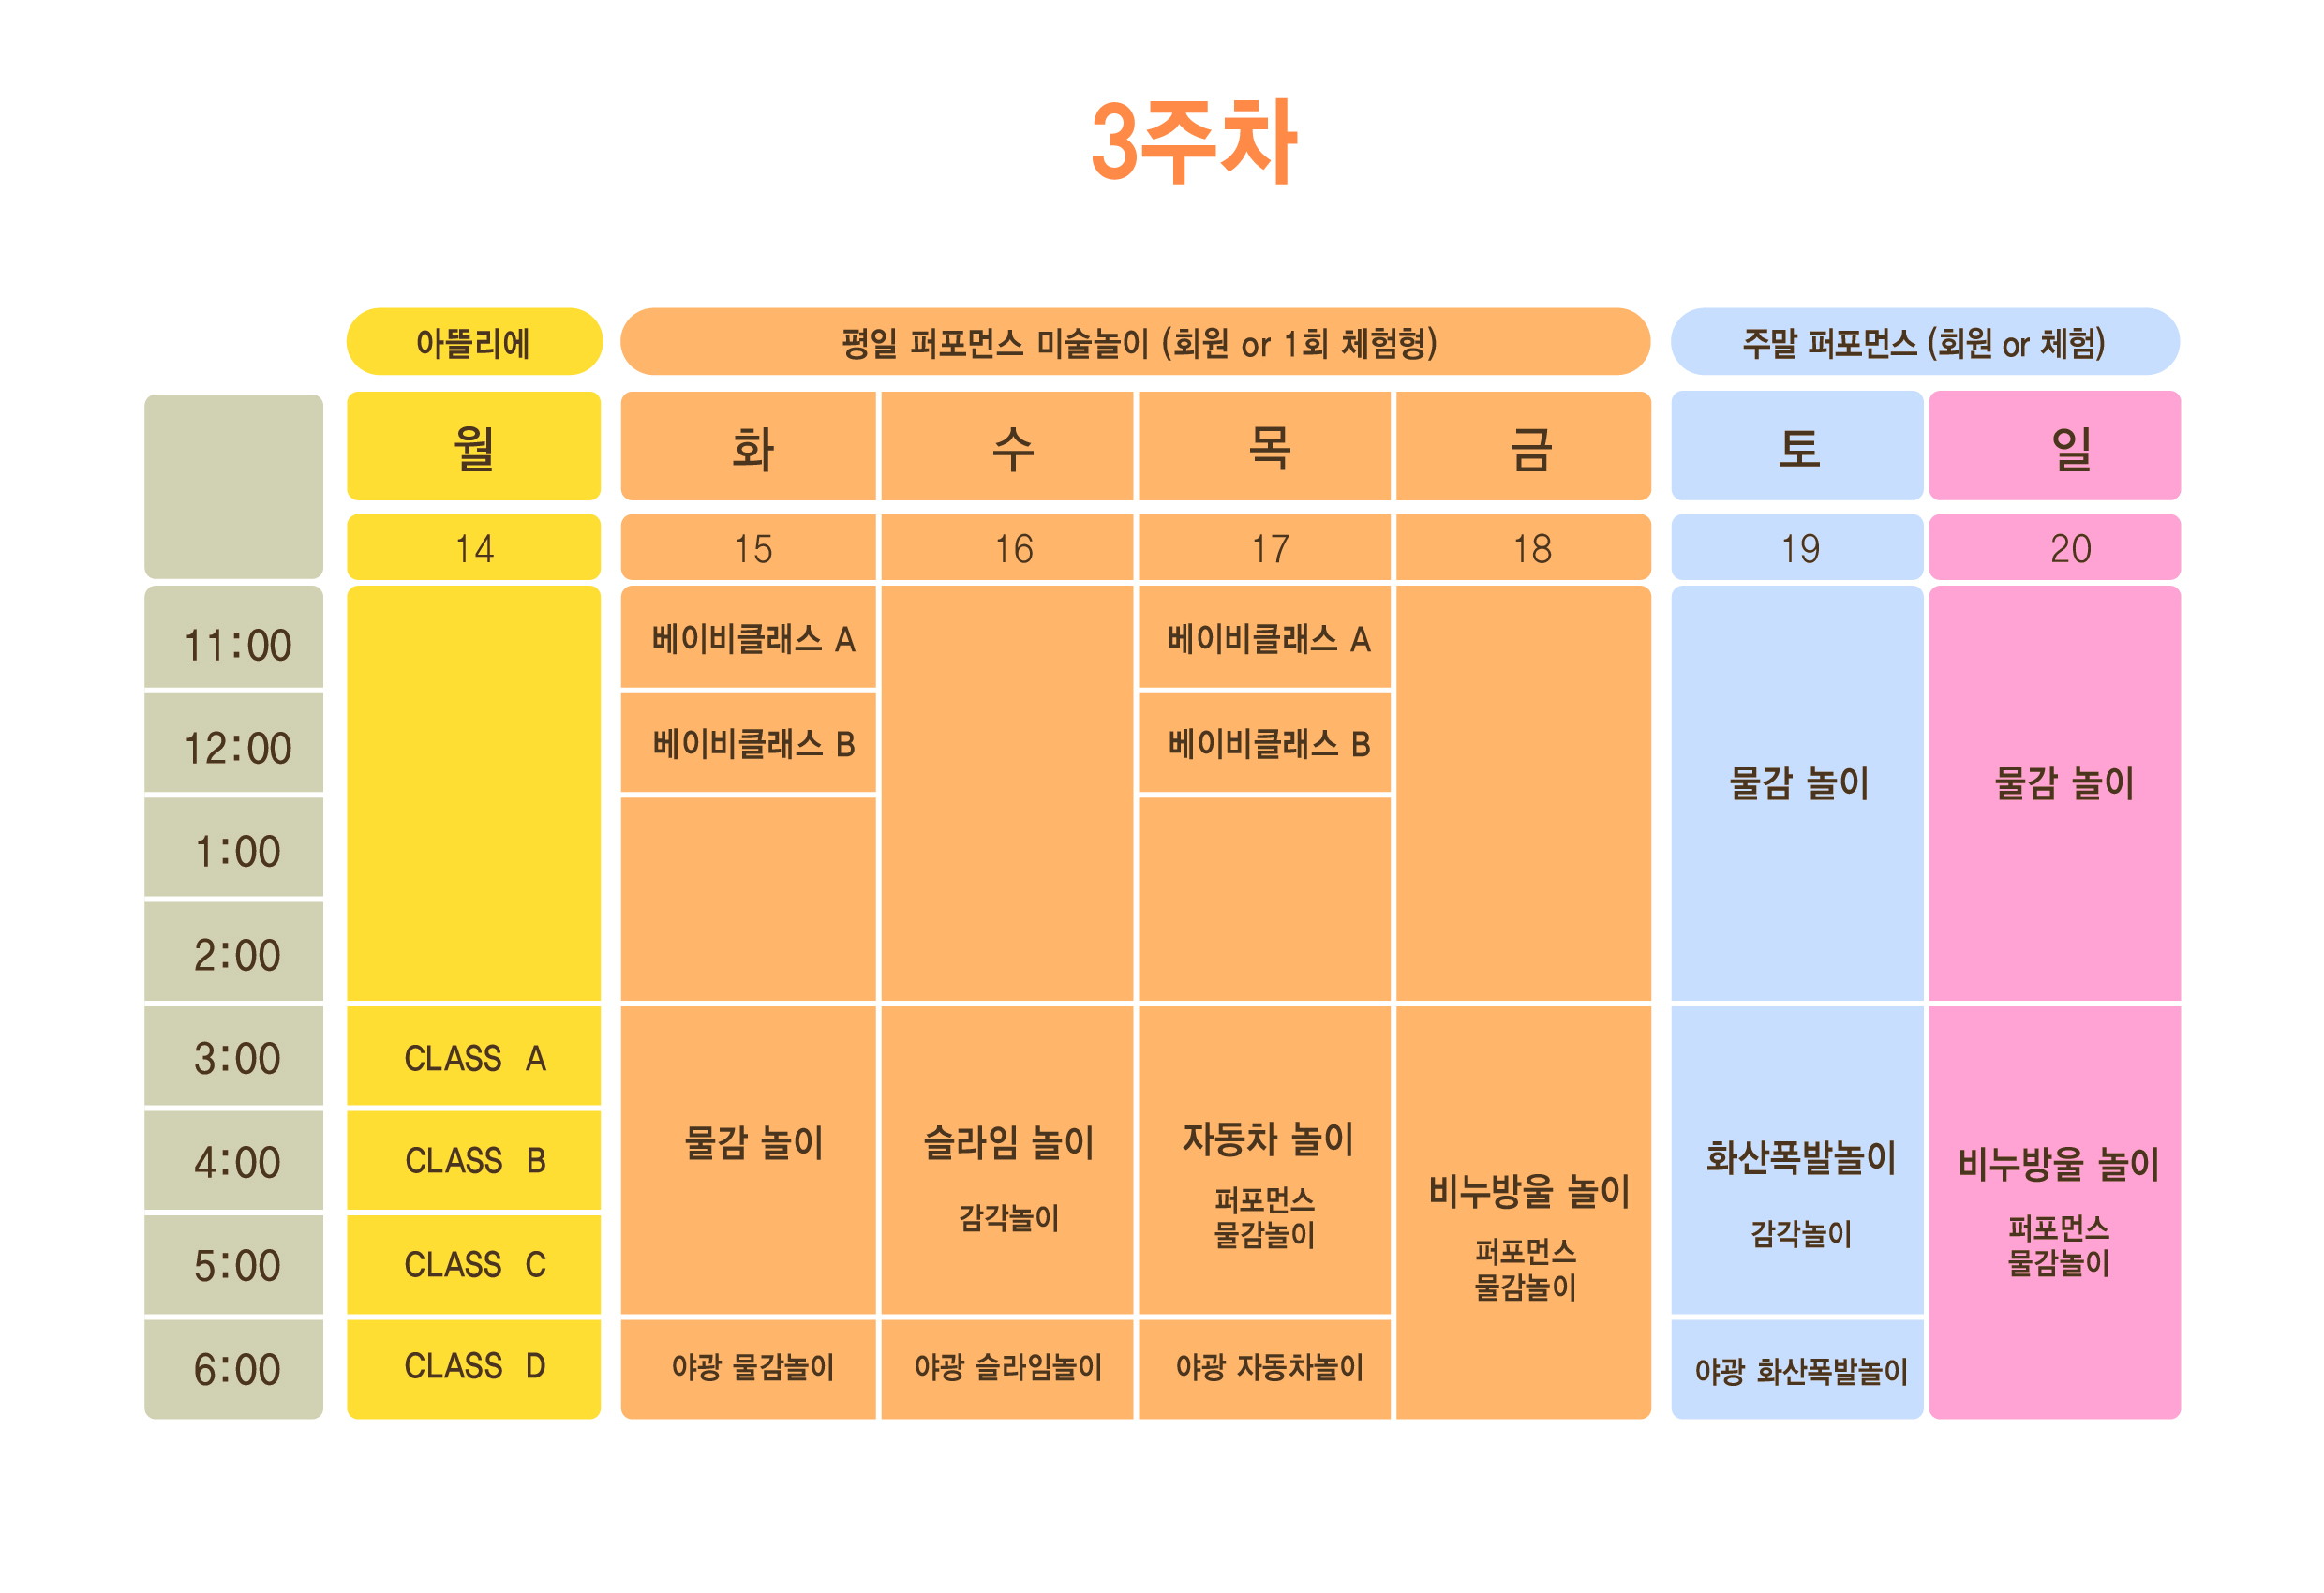 3주차
아뜰리에
평일 퍼포먼스 미술놀이 (회원 or 1회 체험형)
주말 퍼포먼스 (회원 or 체험)
월 화 수 목 금 토 일
14 15 16 17 18 19 20
11:00 베이비클래스 A 베이비클래스 A
12:00 베이비클래스 B 베이비클래스 B
물감 놀이 물감 놀이
1:00
2:00
3:00 CLASS A
4:00 CLASS B
물감 놀이 슬라임 놀이 자동차 놀이 비누방울 놀이 화산폭발놀이 비누방울 놀이
감각놀이 퍼포먼스 퍼포먼스 감각놀이 퍼포먼스
물감놀이 물감놀이 물감놀이
5:00 CLASS C
6:00 CLASS D 야광 물감놀이 야광 슬라임놀이 야광 자동차놀이 야광 화산폭발놀이